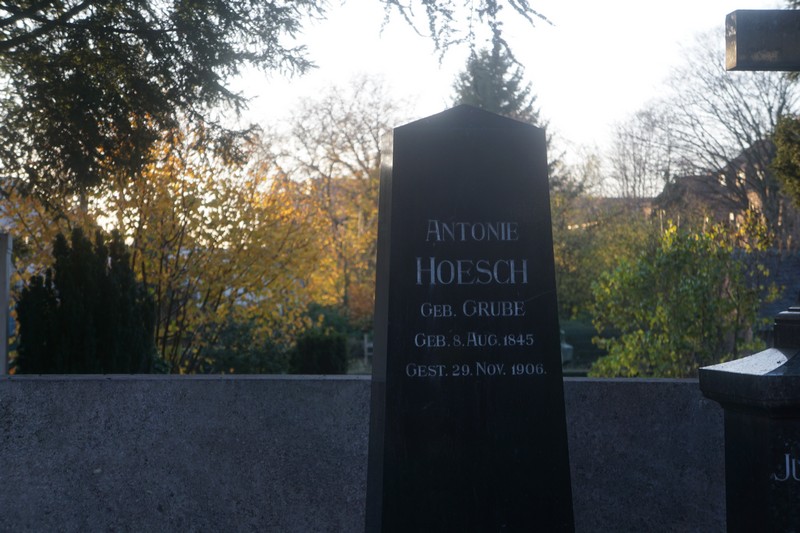 ANTONIE
HOESCH
GEB. GRUBE
GEB. 8. AUG. 1845
GEST. 29. NOV. 1906.